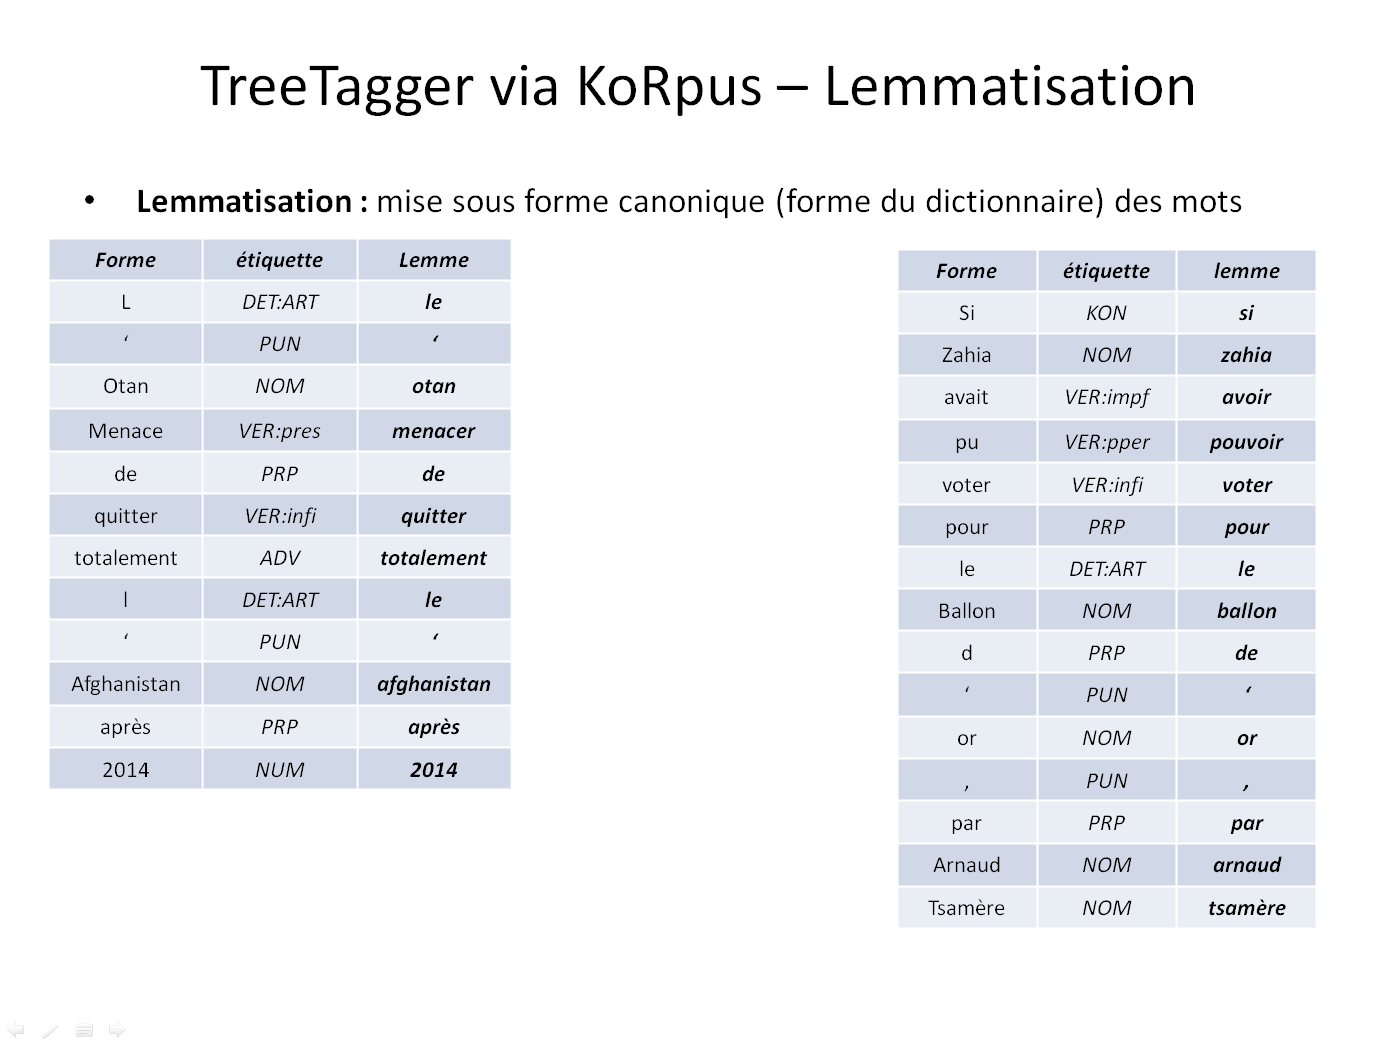 TreeTagger via KoRpus – Lemmatisation
• Lemmatisation : mise sous forme canonique (forme du dictionnaire) des mots
Forme étiquette Lemme
L DET:ART le
‘ PUN ‘
Otan NOM otan
Menace VER:pres menacer
de PRP de
quitter VER:infi quitter
totalement ADV totalement
l DET:ART le
‘ PUN ‘
Afghanistan NOM afghanistan
après PRP après
2014 NUM 2014
Forme étiquette lemme
Si KON si
Zahia NOM zahia
avait VER:impf avoir
pu VER:pper pouvoir
voter VER:infi voter
pour PRP pour
le DET:ART le
Ballon NOM ballon
d PRP de
‘ PUN ‘
or NOM or
, PUN ,
par PRP par
Arnaud NOM arnaud
Tsamère NOM tsamère